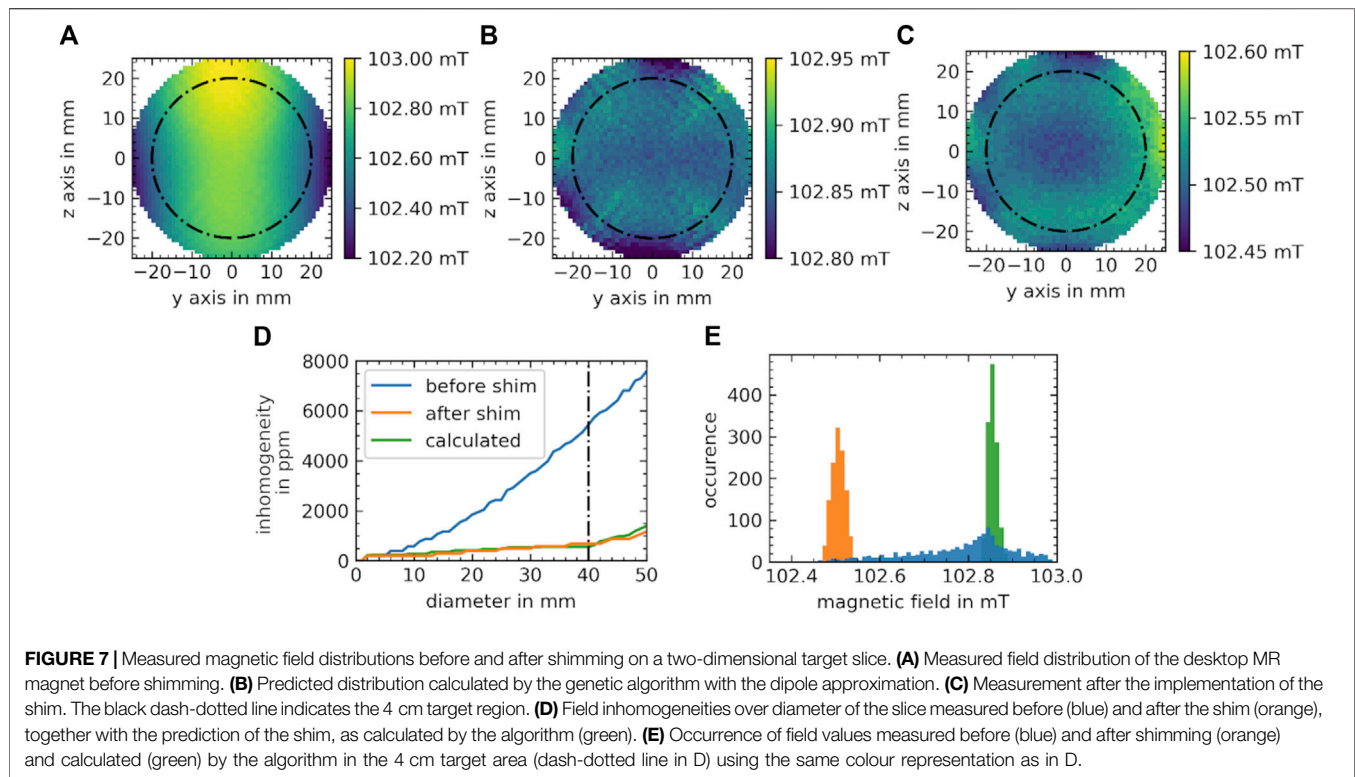 A
103.00 mT
102.80 mT
102.60 mT
102.40 mT
102.20 mT
z axis in mm
20
10
0
−10
−20
−20 −10 0 10 20
y axis in mm
B
102.95 mT
102.90 mT
102.85 mT
102.80 mT
z axis in mm
20
10
0
−10
−20
−20 −10 0 10 20
y axis in mm
C
102.60 mT
102.55 mT
102.50 mT
102.45 mT
z axis in mm
20
10
0
−10
−20
−20 −10 0 10 20
y axis in mm
D
inhomogeneity
in ppm
8000
6000
4000
2000
0
before shim
after shim
calculated
0 10 20 30 40 50
diameter in mm
E
occurence
400
300
200
100
0
102.4 102.6 102.8 103.0
magnetic field in mT
FIGURE 7 | Measured magnetic field distributions before and after shimming on a two-dimensional target slice. (A) Measured field distribution of the desktop MR
magnet before shimming. (B) Predicted distribution calculated by the genetic algorithm with the dipole approximation. (C) Measurement after the implementation of the
shim. The black dash-dotted line indicates the 4 cm target region. (D) Field inhomogeneities over diameter of the slice measured before (blue) and after the shim (orange),
together with the prediction of the shim, as calculated by the algorithm (green). (E) Occurrence of field values measured before (blue) and after shimming (orange)
and calculated (green) by the algorithm in the 4 cm target area (dash-dotted line in D) using the same colour representation as in D.